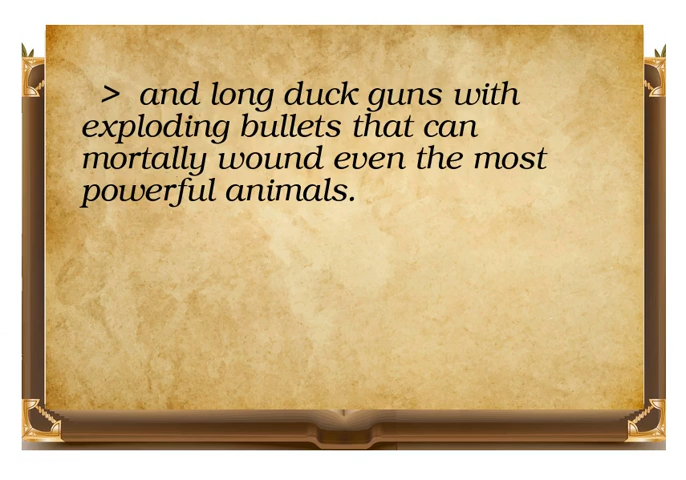 > and long duck guns with
exploding bullets that can
mortally wound even the most
powerful animals.